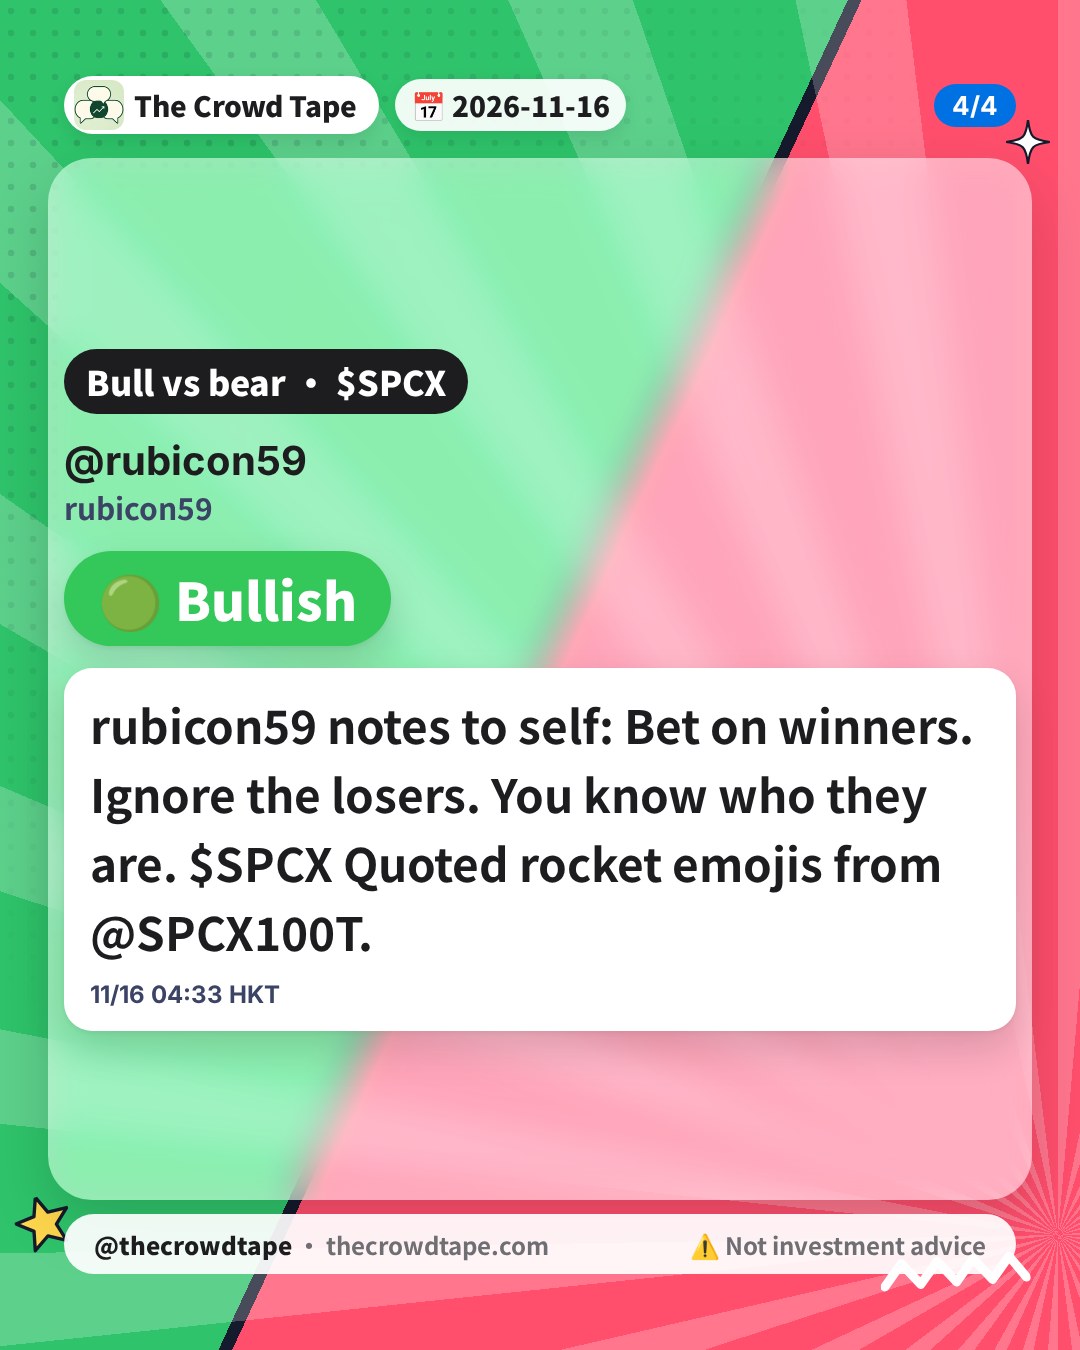 The Crowd Tape
2026-11-16
4/4
Bull vs bear • $SPCX
@rubicon59
rubicon59
Bullish
rubicon59 notes to self: Bet on winners.
Ignore the losers. You know who they
are. $SPCX Quoted rocket emojis from
@SPCX100T.
11/16 04:33 HKT
@thecrowdtape • thecrowdtape.com
⚠️ Not investment advice